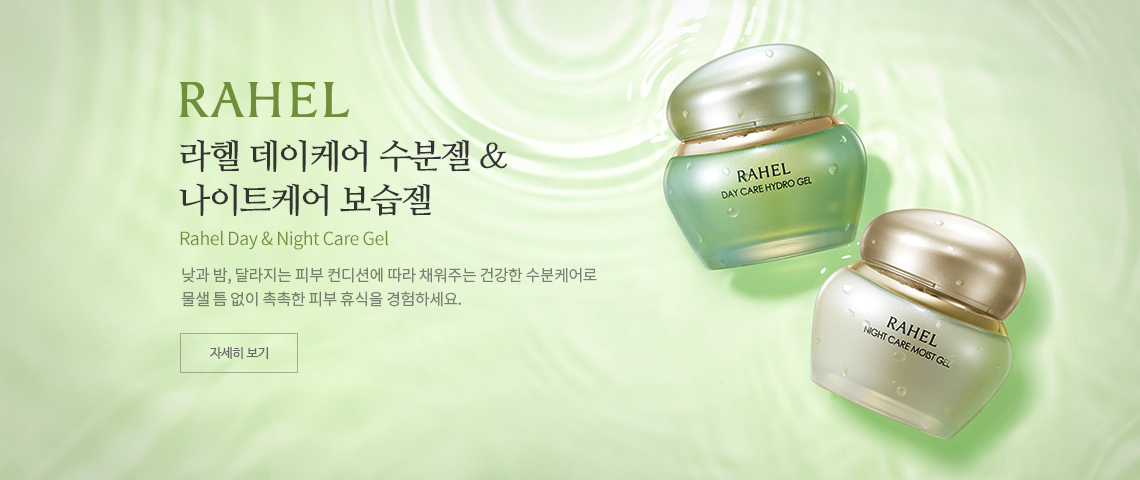 RAHEL
라헬 데이케어 수분젤 &
나이트케어 보습젤
Rahel Day & Night Care Gel
낮과 밤, 달라지는 피부 컨디션에 따라 채워주는 건강한 수분케어로
물샐 틈 없이 촉촉한 피부 휴식을 경험하세요.
자세히 보기
RAHEL
DAY CARE HYDRO GEL
RAHEL
NIGHT CARE MOIST GEL